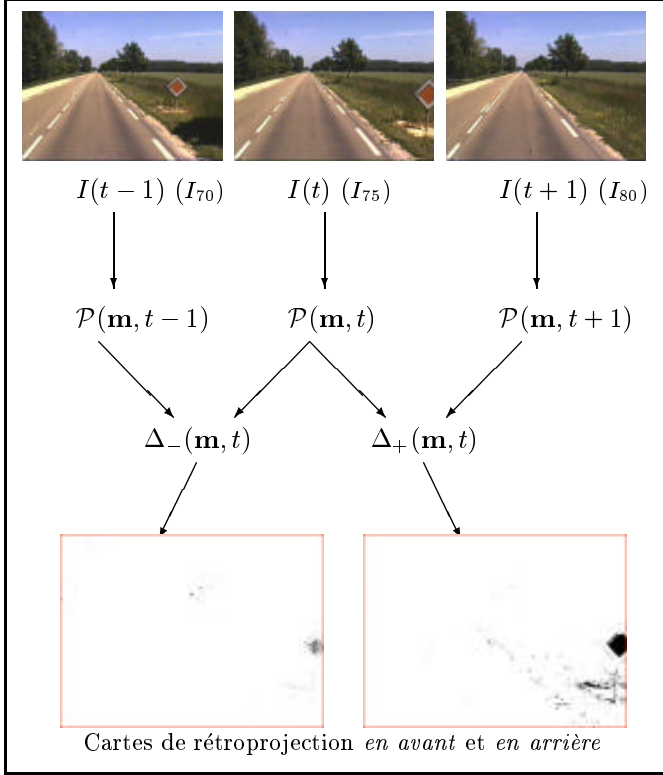 I(t − 1) (I₇₀) I(t) (I₇₅) I(t + 1) (I₈₀)
𝒫(𝐦, t − 1) 𝒫(𝐦, t) 𝒫(𝐦, t + 1)
Δ₋(𝐦, t) Δ₊(𝐦, t)
Cartes de rétroprojection en avant et en arrière